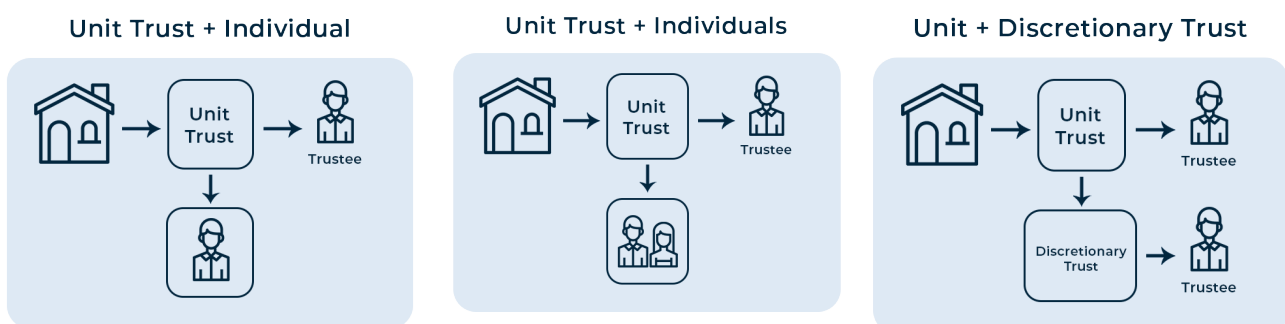 Unit Trust + Individual
Unit
Trust
Trustee
Unit Trust + Individuals
Unit
Trust
Trustee
Unit + Discretionary Trust
Unit
Trust
Trustee
Discretionary
Trust
Trustee